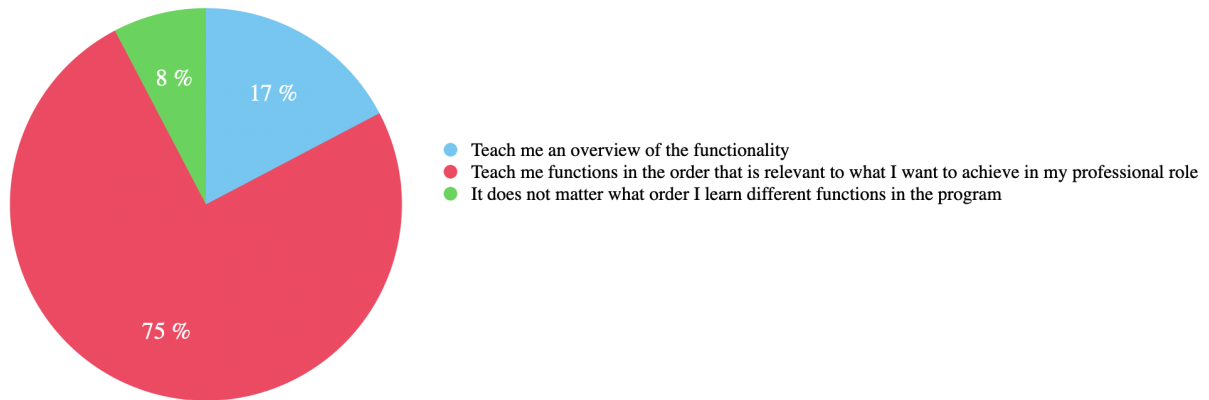 8 %
17 %
75 %
Teach me an overview of the functionality
Teach me functions in the order that is relevant to what I want to achieve in my professional role
It does not matter what order I learn different functions in the program